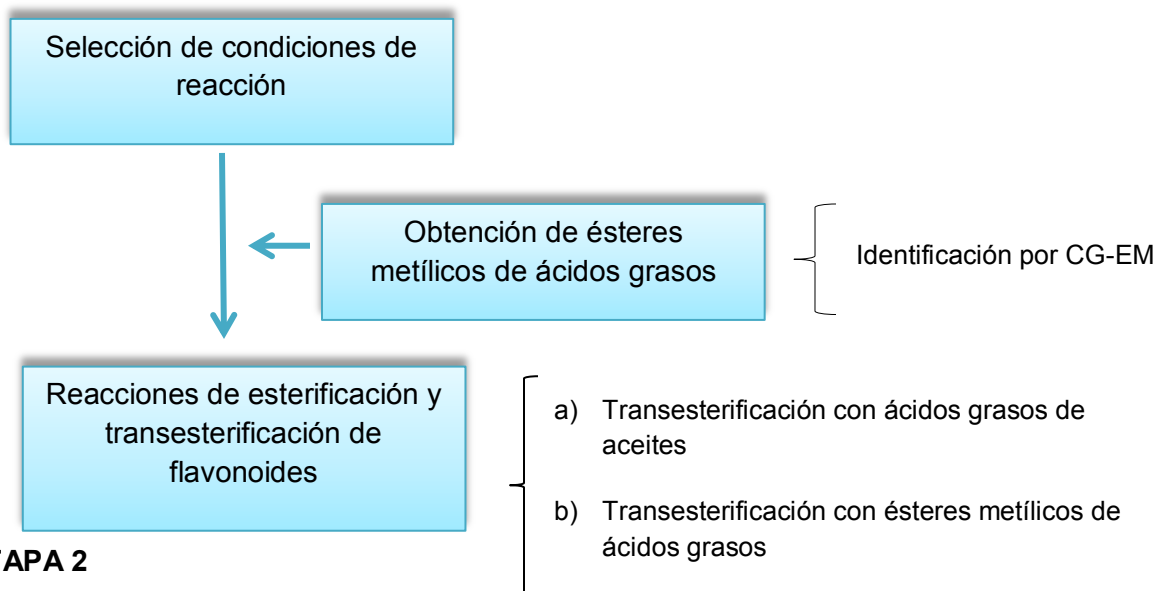 Selección de condiciones de
reacción
Obtención de ésteres
metílicos de ácidos grasos
Identificación por CG-EM
Reacciones de esterificación y
transesterificación de
flavonoides
a) Transesterificación con ácidos grasos de
aceites
b) Transesterificación con ésteres metílicos de
ácidos grasos
TAPA 2